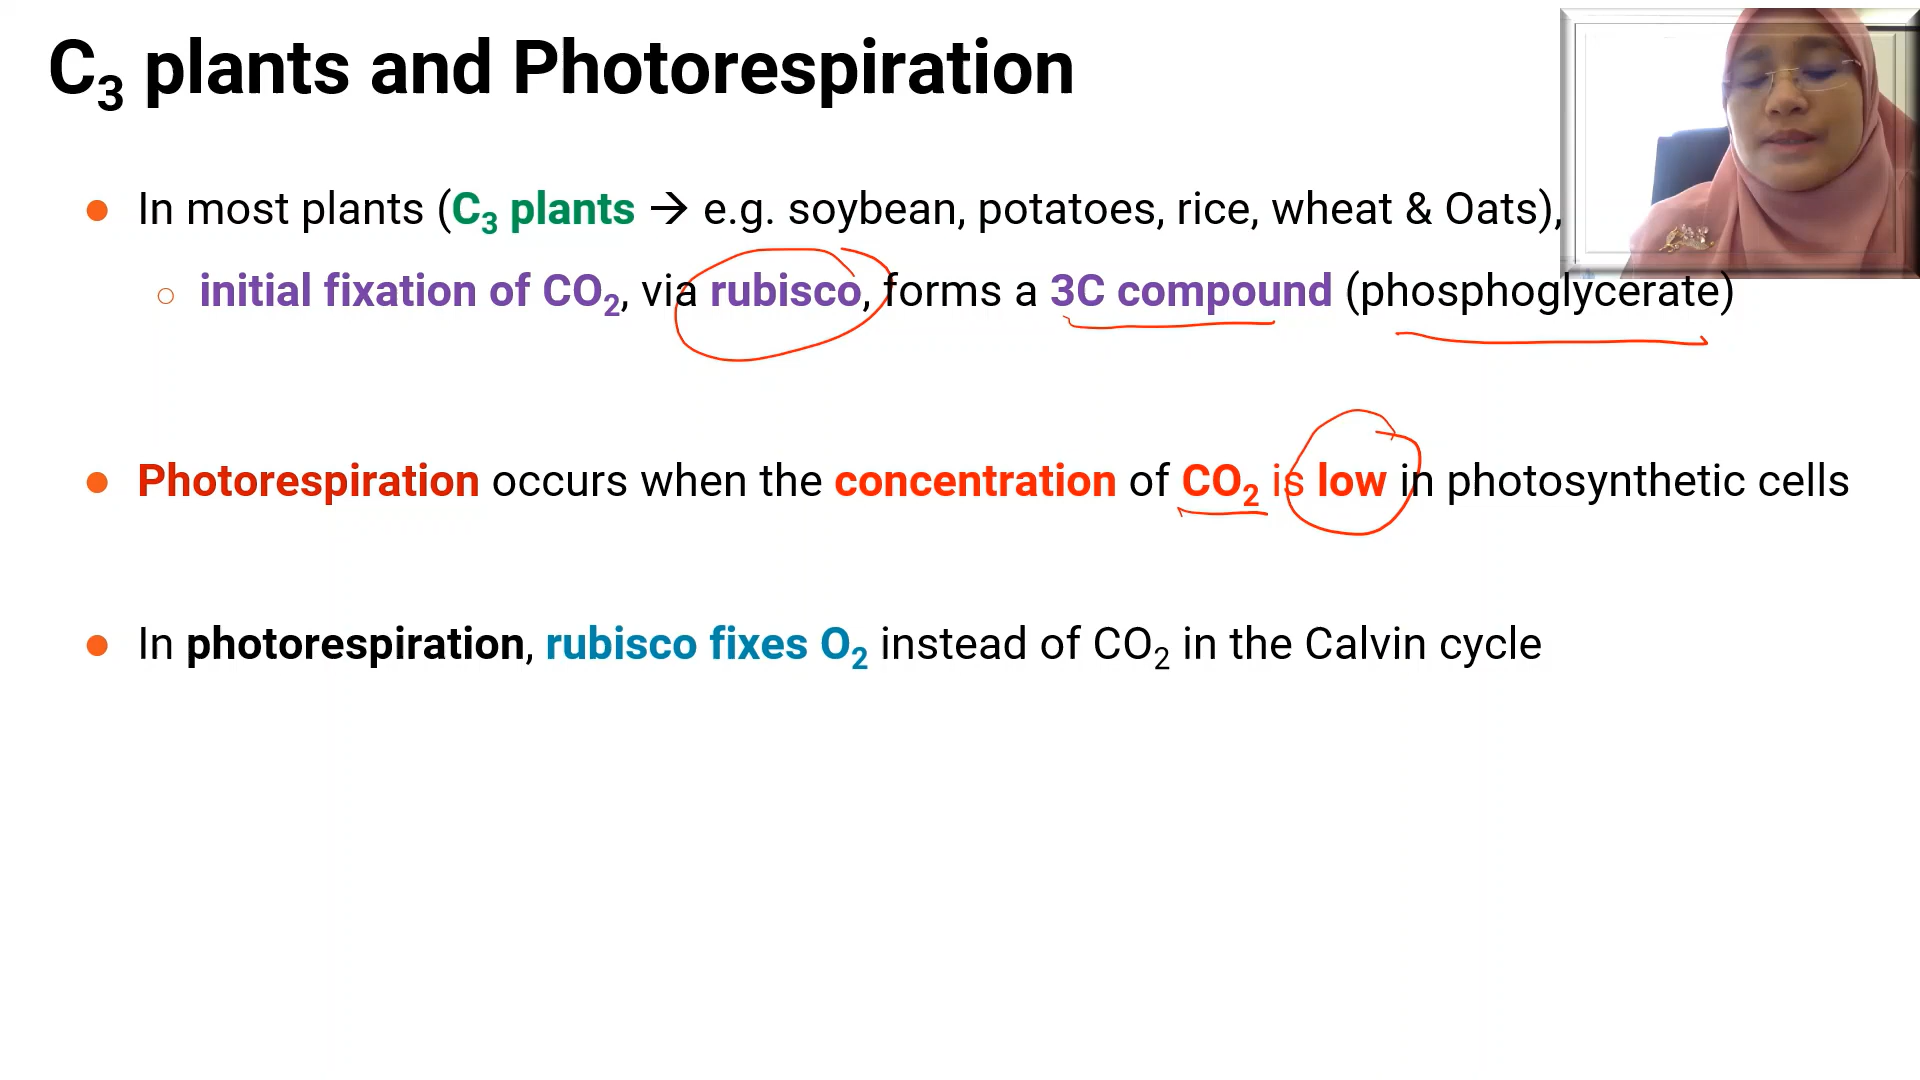 C₃ plants and Photorespiration
● In most plants (C₃ plants → e.g. soybean, potatoes, rice, wheat & Oats),
○ initial fixation of CO₂, via rubisco, forms a 3C compound (phosphoglycerate)
● Photorespiration occurs when the concentration of CO₂ is low in photosynthetic cells
● In photorespiration, rubisco fixes O₂ instead of CO₂ in the Calvin cycle